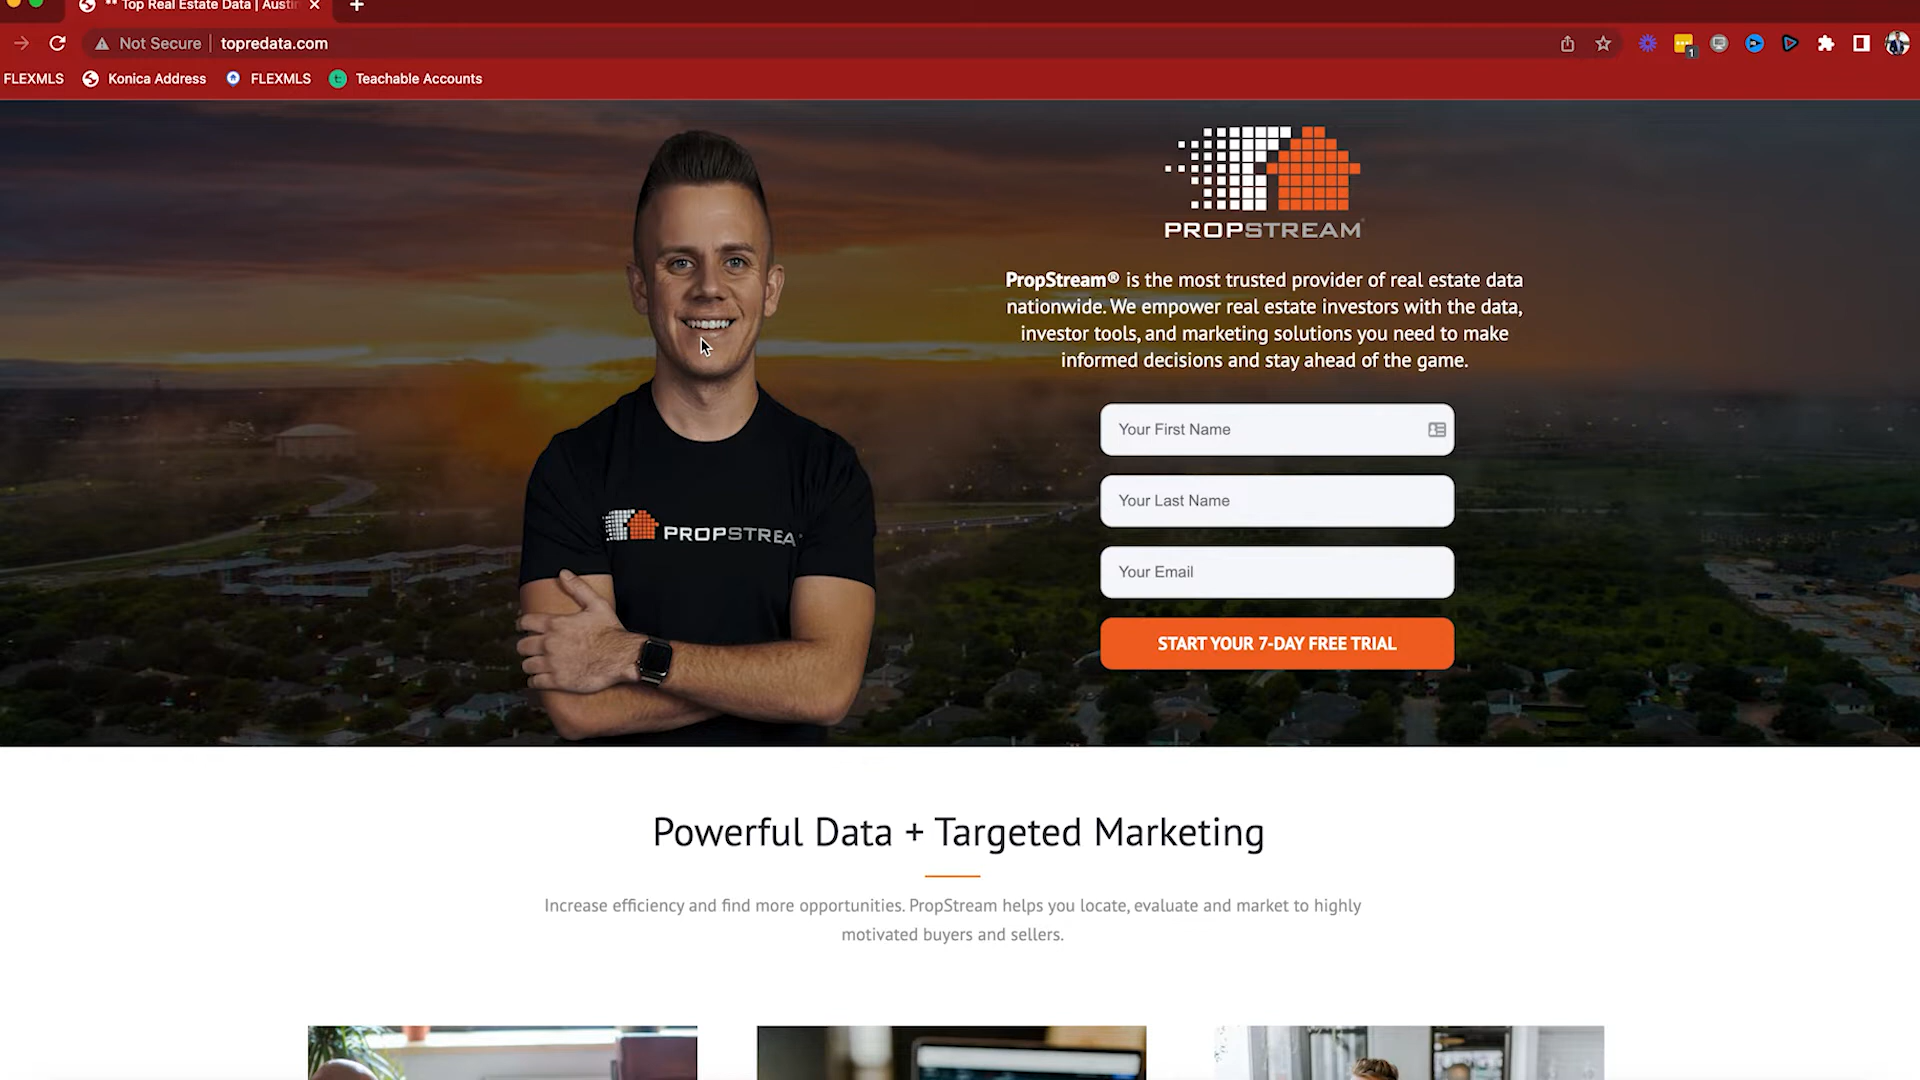 ** Top Real Estate Data | Austin
Not Secure
topredata.com
1
FLEXMLS
Konica Address
FLEXMLS
Teachable Accounts
PROPSTREAM
PropStream® is the most trusted provider of real estate data
nationwide. We empower real estate investors with the data,
investor tools, and marketing solutions you need to make
informed decisions and stay ahead of the game.
Your First Name
Your Last Name
Your Email
START YOUR 7-DAY FREE TRIAL
PROPSTREA
Powerful Data + Targeted Marketing
Increase efficiency and find more opportunities. PropStream helps you locate, evaluate and market to highly
motivated buyers and sellers.